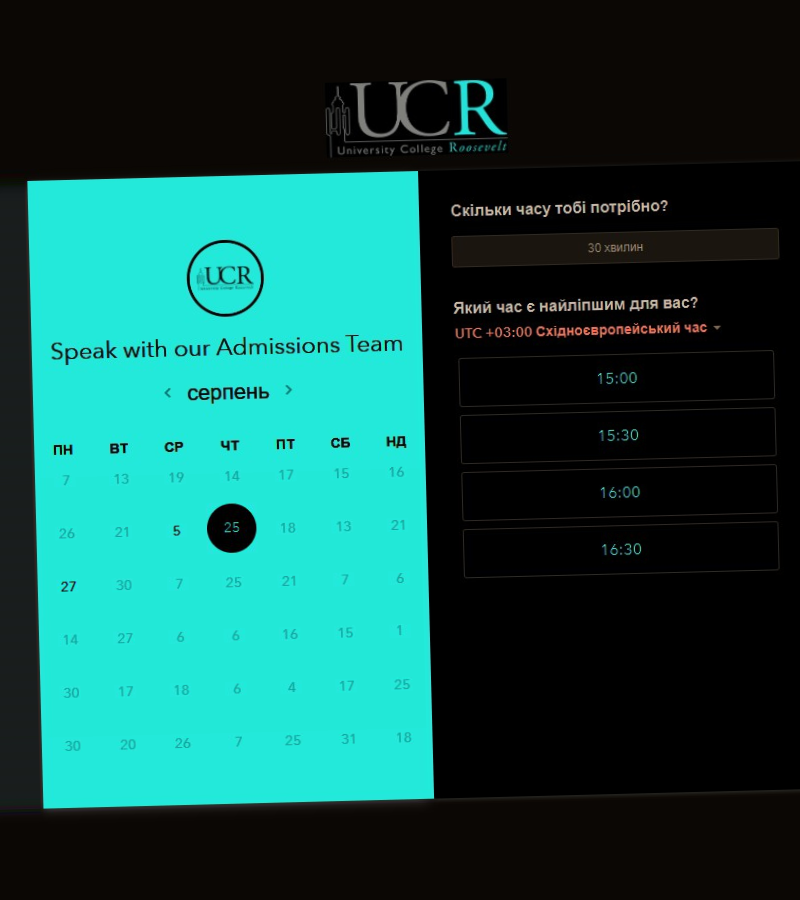 UCR
University College Roosevelt
UCR
University College Roosevelt
Speak with our Admissions Team
серпень
ПН ВТ СР ЧТ ПТ СБ НД
7 13 19 14 17 15 16
26 21 5 25 18 13 21
27 30 7 25 21 7 6
14 27 6 6 16 15 1
30 17 18 6 4 17 25
30 20 26 7 25 31 18
Скільки часу тобі потрібно?
30 хвилин
Який час є найліпшим для вас?
UTC +03:00 Східноєвропейський час
15:00
15:30
16:00
16:30